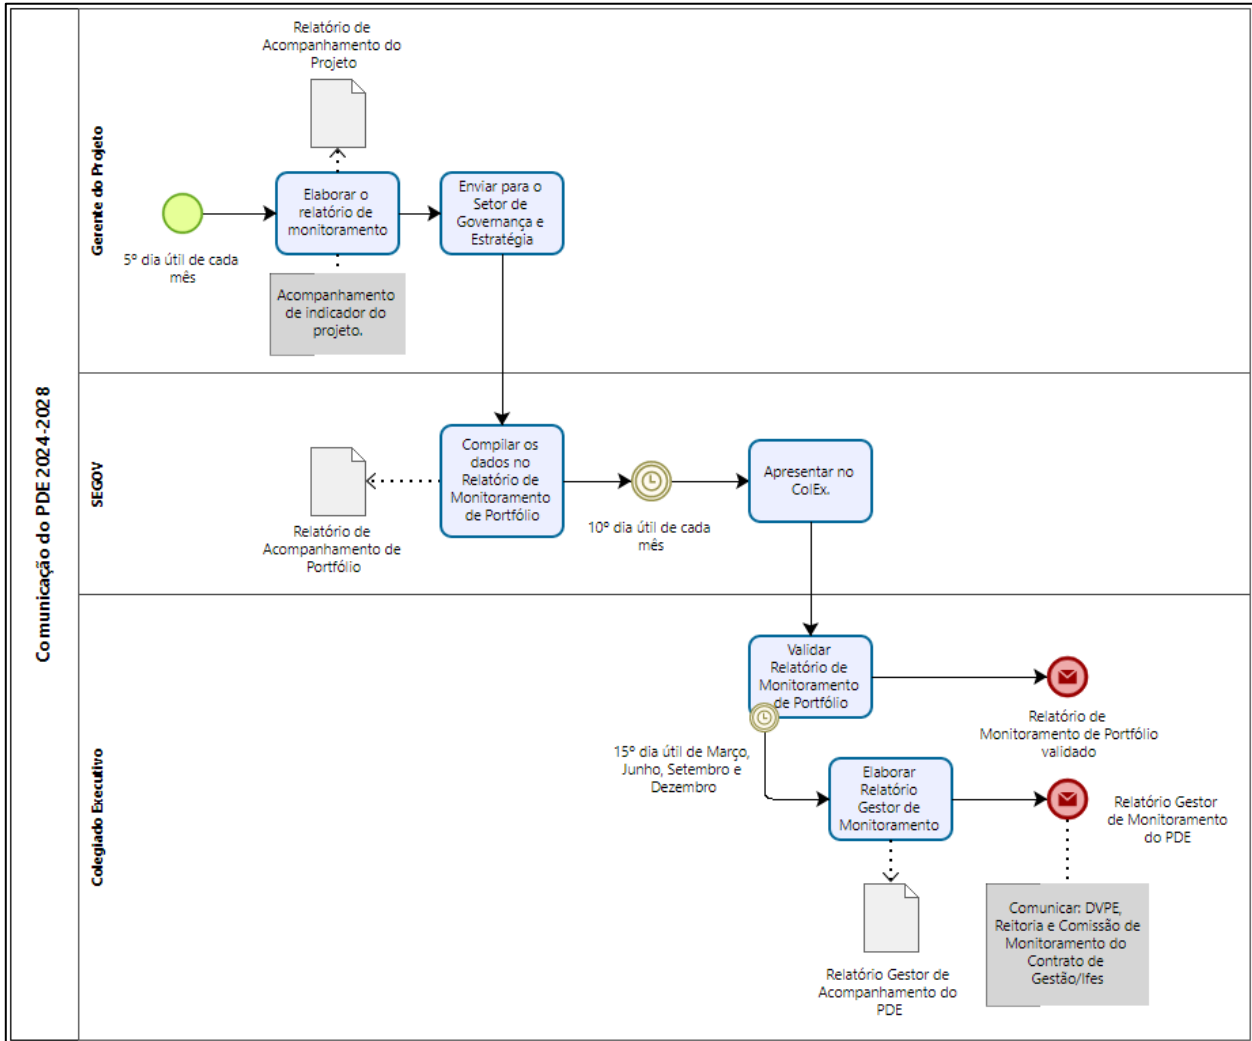 Comunicação do PDE 2024-2028
Gerente do Projeto
Relatório de
Acompanhamento do
Projeto
5º dia útil de cada
mês
Elaborar o
relatório de
monitoramento
Enviar para o
Setor de
Governança e
Estratégia
Acompanhamento
de indicador do
projeto.
SEGOV
Relatório de
Acompanhamento de
Portfólio
Compilar os
dados no
Relatório de
Monitoramento
de Portfólio
10º dia útil de cada
mês
Apresentar no
ColEx.
Colegiado Executivo
Validar
Relatório de
Monitoramento
de Portfólio
Relatório de
Monitoramento de Portfólio
validado
15º dia útil de Março,
Junho, Setembro e
Dezembro
Elaborar
Relatório
Gestor de
Monitoramento
Relatório Gestor
de Monitoramento
do PDE
Relatório Gestor de
Acompanhamento do
PDE
Comunicar: DVPE,
Reitoria e Comissão de
Monitoramento do
Contrato de
Gestão/Ifes